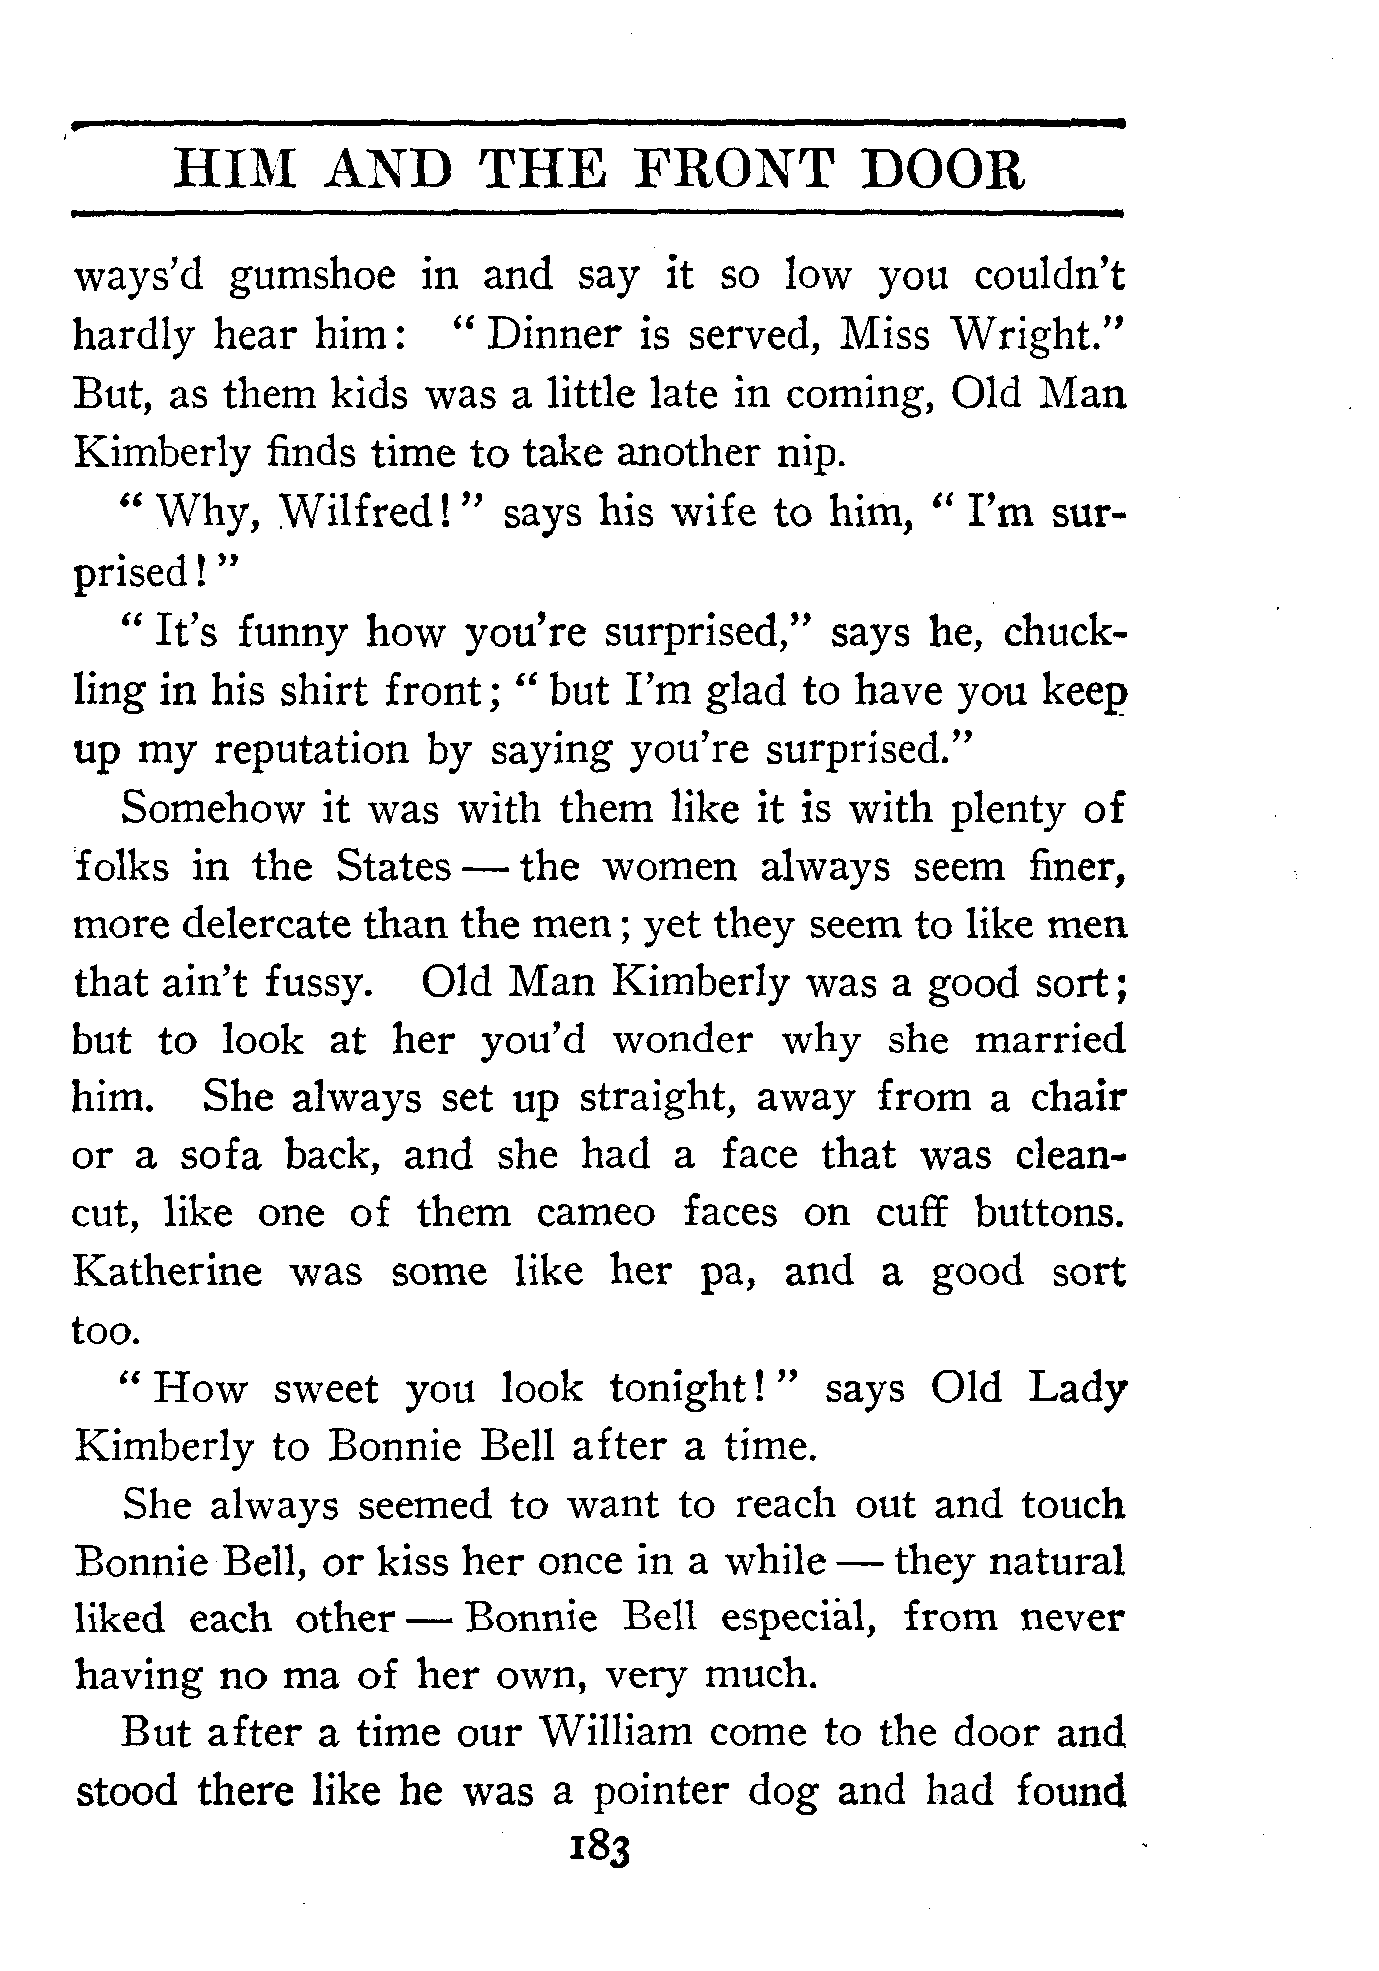 HIM AND THE FRONT DOOR
ways'd gumshoe in and say it so low you couldn't
hardly hear him: " Dinner is served, Miss Wright."
But, as them kids was a little late in coming, Old Man
Kimberly finds time to take another nip.
" Why, Wilfred! " says his wife to him, " I'm sur-
prised! "
" It's funny how you're surprised," says he, chuck-
ling in his shirt front; " but I'm glad to have you keep
up my reputation by saying you're surprised."
Somehow it was with them like it is with plenty of
folks in the States — the women always seem finer,
more delercate than the men; yet they seem to like men
that ain't fussy. Old Man Kimberly was a good sort;
but to look at her you'd wonder why she married
him. She always set up straight, away from a chair
or a sofa back, and she had a face that was clean-
cut, like one of them cameo faces on cuff buttons.
Katherine was some like her pa, and a good sort
too.
" How sweet you look tonight! " says Old Lady
Kimberly to Bonnie Bell after a time.
She always seemed to want to reach out and touch
Bonnie Bell, or kiss her once in a while — they natural
liked each other — Bonnie Bell especial, from never
having no ma of her own, very much.
But after a time our William come to the door and
stood there like he was a pointer dog and had found
183